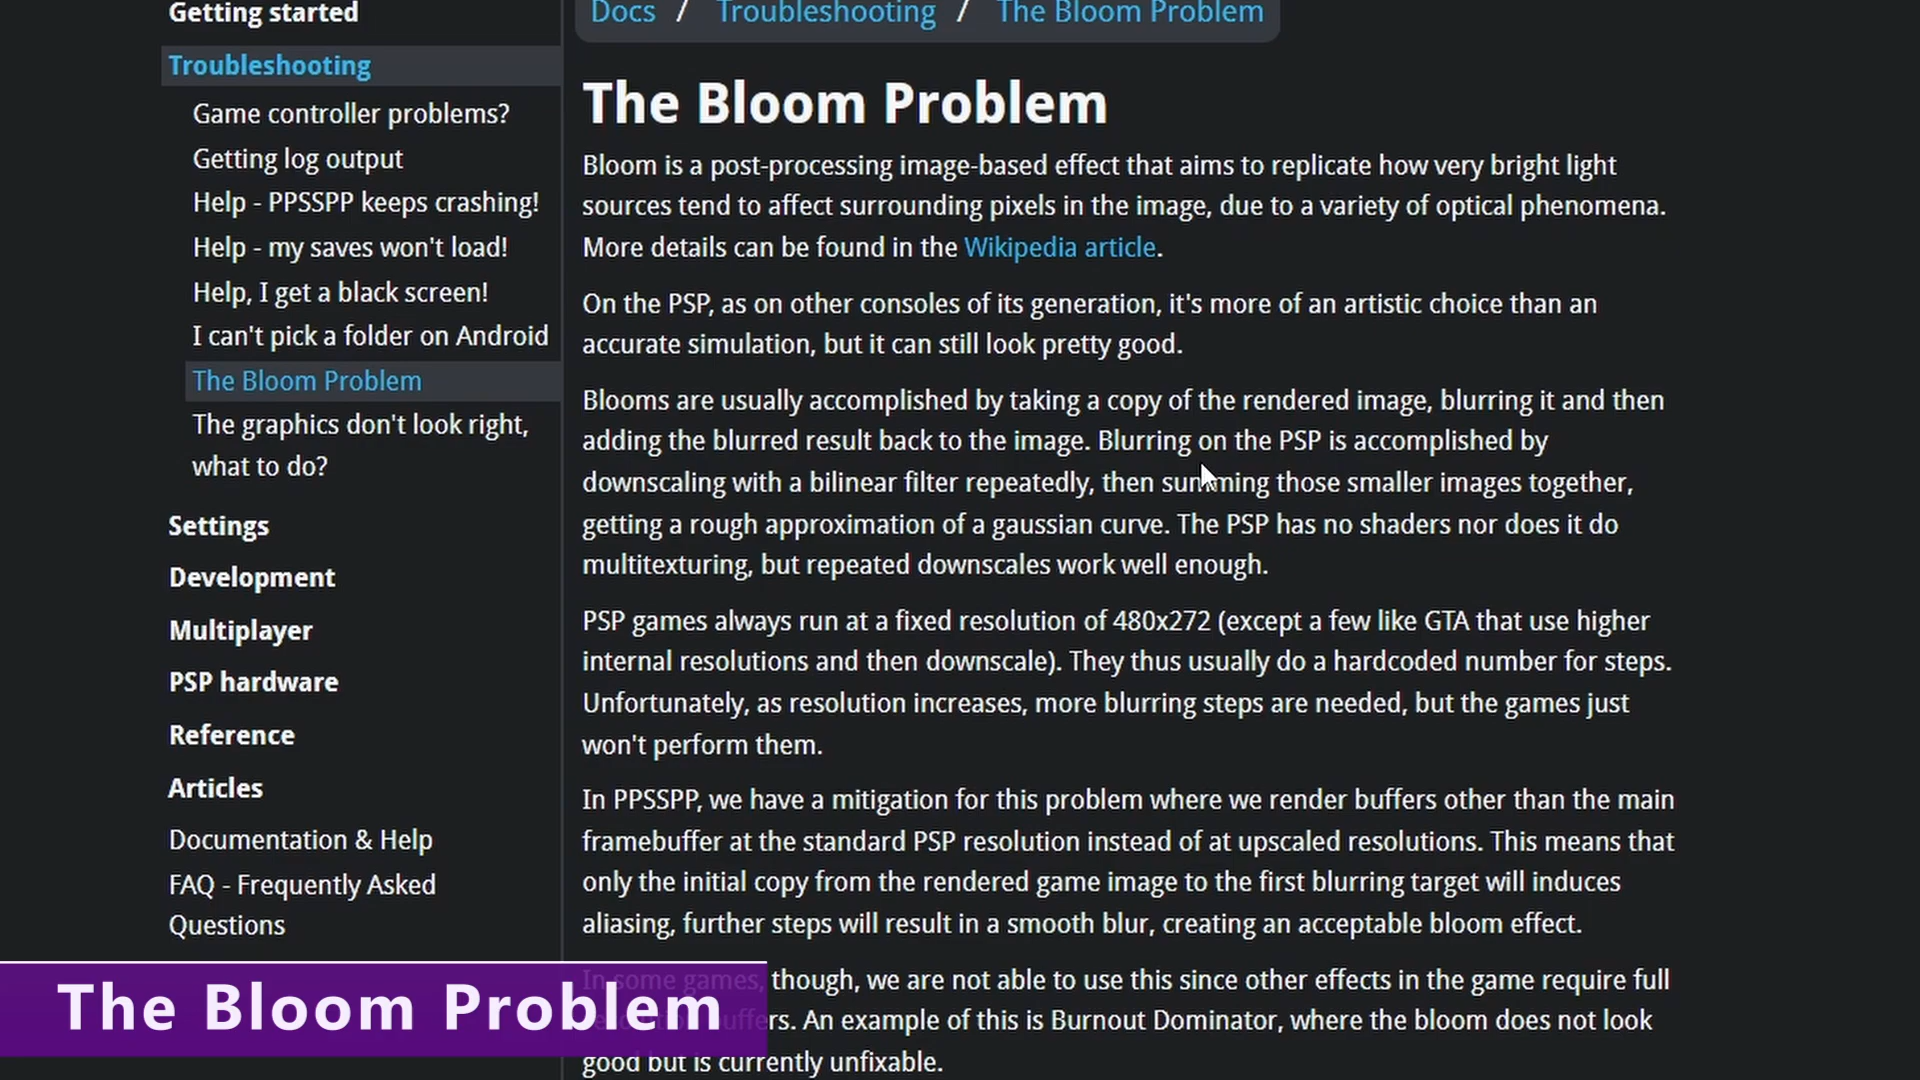 Getting started
Troubleshooting
Game controller problems?
Getting log output
Help - PPSSPP keeps crashing!
Help - my saves won't load!
Help, I get a black screen!
I can't pick a folder on Android
The Bloom Problem
The graphics don't look right,
what to do?
Settings
Development
Multiplayer
PSP hardware
Reference
Articles
Documentation & Help
FAQ - Frequently Asked
Questions
Docs / Troubleshooting / The Bloom Problem
The Bloom Problem
Bloom is a post-processing image-based effect that aims to replicate how very bright light
sources tend to affect surrounding pixels in the image, due to a variety of optical phenomena.
More details can be found in the Wikipedia article.
On the PSP, as on other consoles of its generation, it's more of an artistic choice than an
accurate simulation, but it can still look pretty good.
Blooms are usually accomplished by taking a copy of the rendered image, blurring it and then
adding the blurred result back to the image. Blurring on the PSP is accomplished by
downscaling with a bilinear filter repeatedly, then summing those smaller images together,
getting a rough approximation of a gaussian curve. The PSP has no shaders nor does it do
multitexturing, but repeated downscales work well enough.
PSP games always run at a fixed resolution of 480x272 (except a few like GTA that use higher
internal resolutions and then downscale). They thus usually do a hardcoded number for steps.
Unfortunately, as resolution increases, more blurring steps are needed, but the games just
won't perform them.
In PPSSPP, we have a mitigation for this problem where we render buffers other than the main
framebuffer at the standard PSP resolution instead of at upscaled resolutions. This means that
only the initial copy from the rendered game image to the first blurring target will induces
aliasing, further steps will result in a smooth blur, creating an acceptable bloom effect.
In some games, though, we are not able to use this since other effects in the game require full
rs. An example of this is Burnout Dominator, where the bloom does not look
good but is currently unfixable.
The Bloom Problem